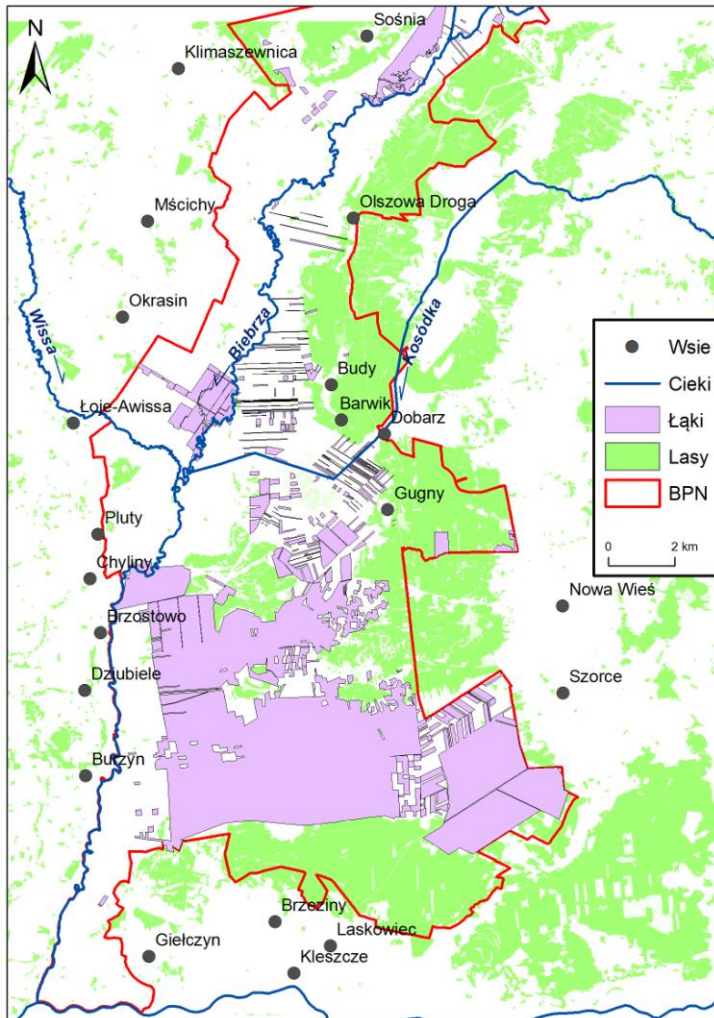 N
Sośnia
Klimaszewnica
Mścichy
Olszowa Droga
Okrasin
Wissa
Biebrza
Kosódka
Budy
Łoje-Awissa
Barwik
Dobarz
Gugny
Pluty
Chyliny
Brzostowo
Nowa Wieś
Dziubiele
Szorce
Burzyn
Brzeziny
Giełczyn
Laskowiec
Kleszcze
Wsie
Cieki
Łąki
Lasy
BPN
0 2 km